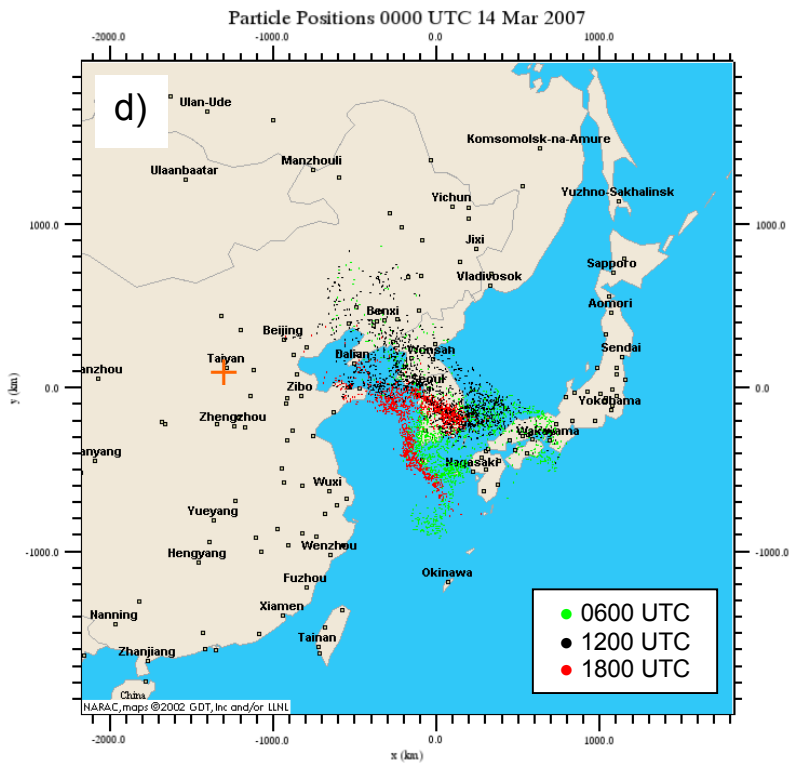 Particle Positions 0000 UTC 14 Mar 2007
-2000.0 -1000.0 0.0 1000.0
d)
Ulan-Ude
Komsomolsk-na-Amure
Manzhouli
Ulaanbaatar
Yuzhno-Sakhalinsk
Yichun
1000.0 1000.0
Jixi
Sapporo
Vladivosok
Aomori
Benxi
Beijing
Sendai
Dalian Wonsan
Taiyan
anzhou
Seoul
0.0 0.0
Zibo
Yokohama
Zhengzhou
Wakayama
anyang
Nagasaki
Wuxi
Yueyang
Wenzhou
-1000.0 -1000.0
Hengyang
Okinawa
Fuzhou
Xiamen
Nanning
Tainan
Zhanjiang
China
0600 UTC
1200 UTC
1800 UTC
NARAC, maps ©2002 GDT, Inc and/or LLNL
-2000.0 -1000.0 0.0 1000.0
x (km)
y (km)